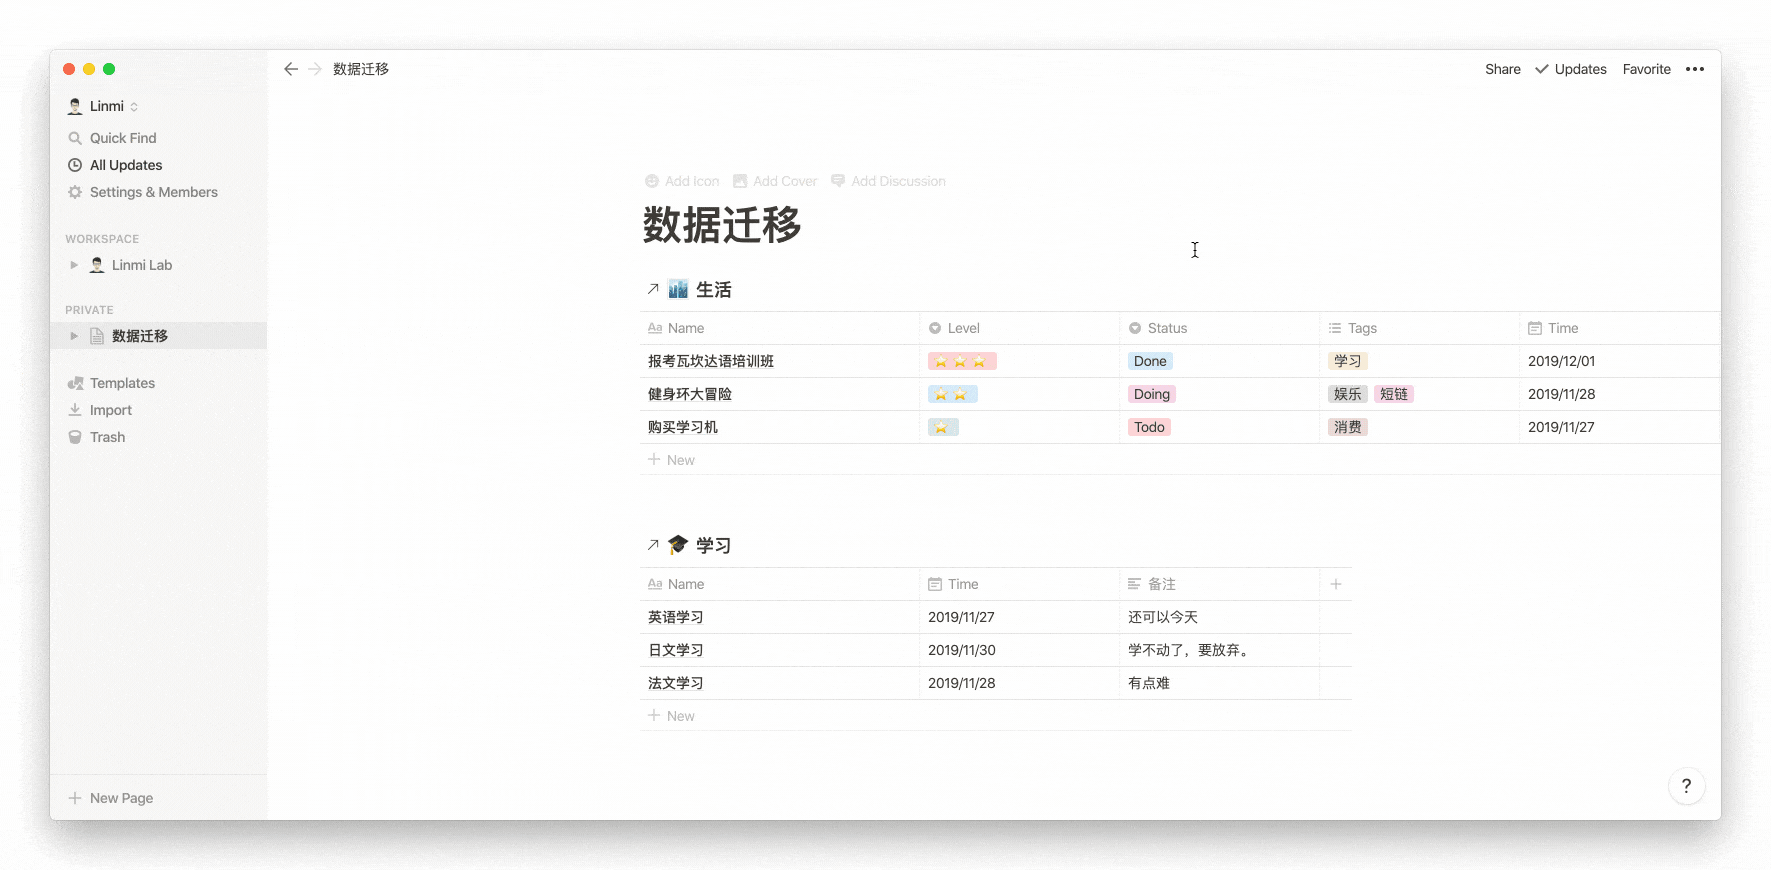 数据迁移
Share Updates Favorite
Linmi
Quick Find
All Updates
Settings & Members
WORKSPACE
Linmi Lab
PRIVATE
数据迁移
Templates
Import
Trash
New Page
Add Icon Add Cover Add Discussion
数据迁移
生活
Aa Name Level Status Tags Time
报考瓦坎达语培训班 Done 学习 2019/12/01
健身环大冒险 Doing 娱乐 短链 2019/11/28
购买学习机 Todo 消费 2019/11/27
New
学习
Aa Name Time 备注
英语学习 2019/11/27 还可以今天
日文学习 2019/11/30 学不动了，要放弃。
法文学习 2019/11/28 有点难
New
?